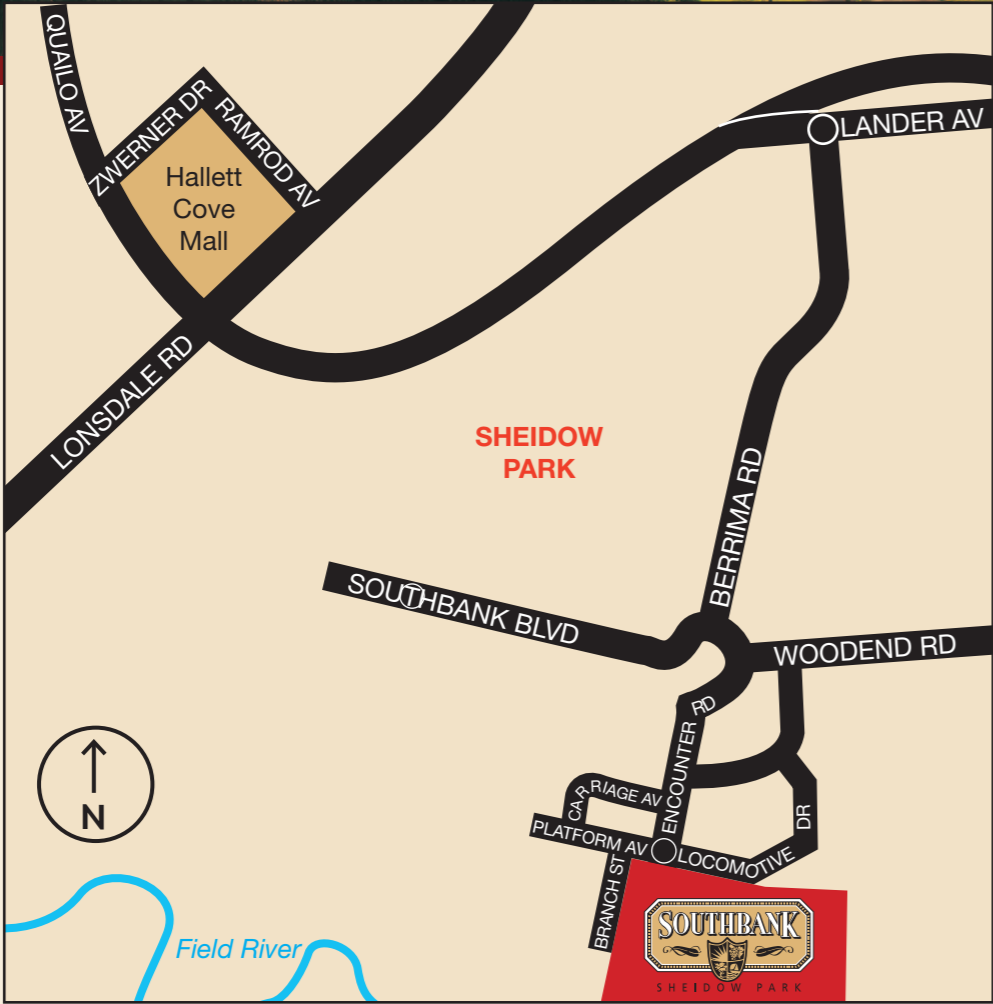 QUAILO AV
ZWERNER DR
RAMROD AV
Hallett
Cove
Mall
LANDER AV
LONSDALE RD
SHEIDOW
PARK
BERRIMA RD
SOUTHBANK BLVD
WOODEND RD
ENCOUNTER RD
CARRIAGE AV
PLATFORM AV
LOCOMOTIVE DR
BRANCH ST
N
Field River
SOUTHBANK
SHEIDOW PARK